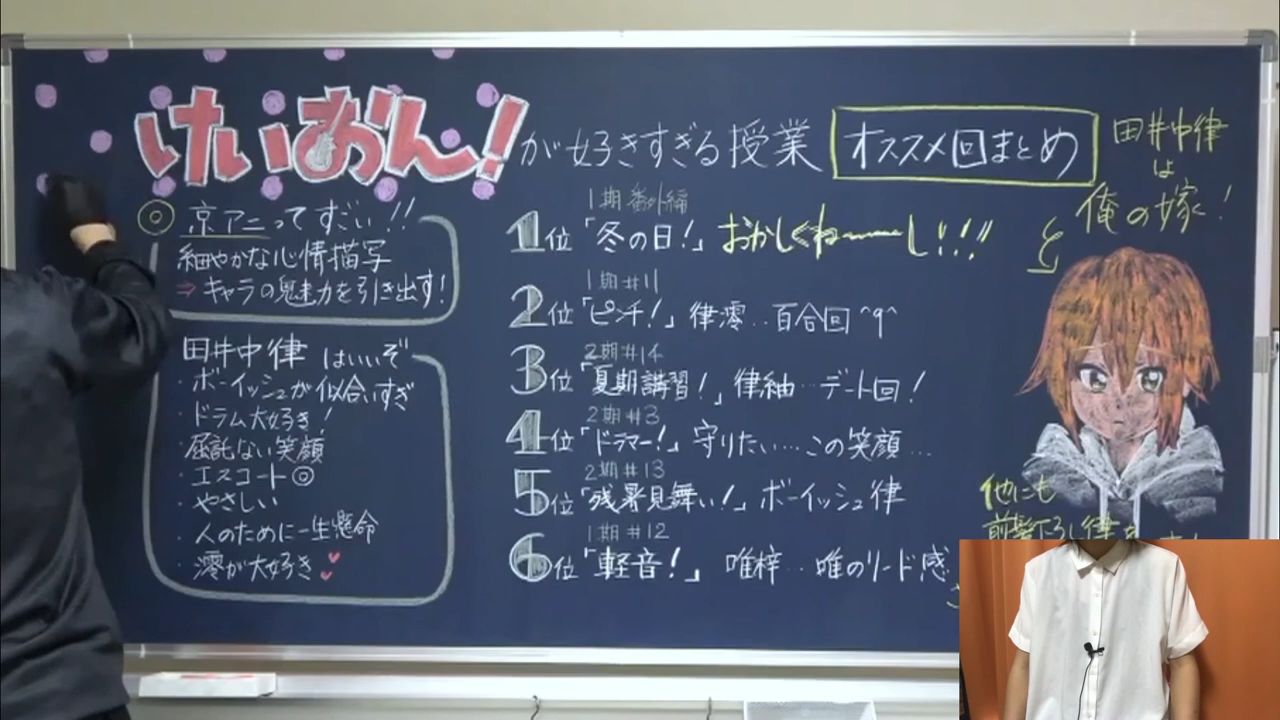 けいおん!が好きすぎる授業 オススメ回まとめ
田井中律
は
俺の嫁!
◎ 京アニってすごい!!
細やかな心情描写
⇒キャラの魅力を引き出す!
田井中律 はいいぞ
・ボーイッシュが似合いすぎ
・ドラム大好き!
・屈託ない笑顔
・エスコート◎
・やさしい
・人のために一生懸命
・澪が大好き
1期番外編
1位「冬の日!」おかしくねーーーし!!!
1期#11
2位「ピンチ!」律澪…百合回^q^
2期#14
3位「夏期講習!」律紬…デート回!
2期#3
4位「ドラマー!」守りたい…この笑顔…
2期#13
5位「残暑見舞い!」ボーイッシュ律
1期#12
6位「軽音!」唯梓…唯のリード感
他にも
前髪下ろし律